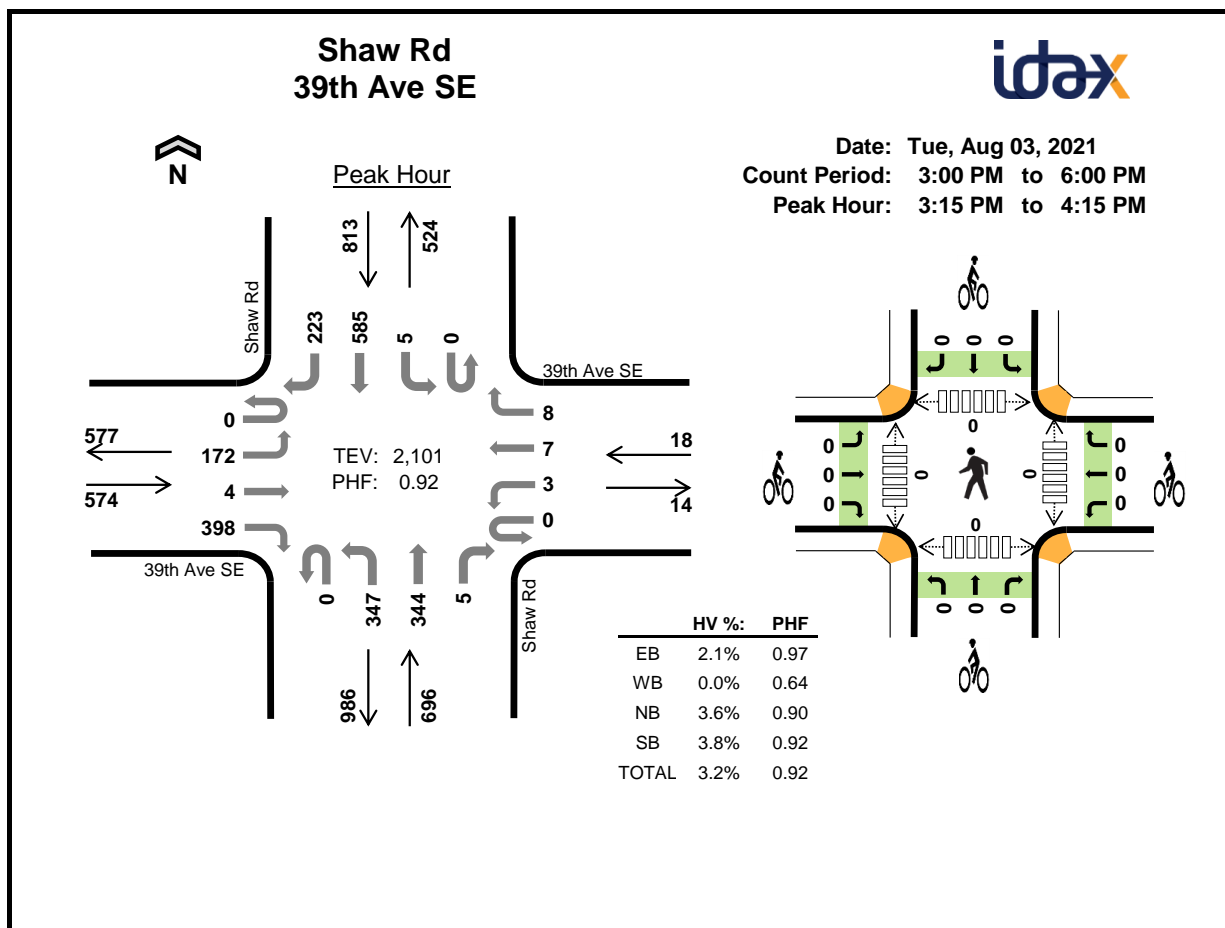 Shaw Rd
39th Ave SE
idax
N
Peak Hour
Date: Tue, Aug 03, 2021
Count Period: 3:00 PM to 6:00 PM
Peak Hour: 3:15 PM to 4:15 PM
813
524
Shaw Rd
223
585
5
0
39th Ave SE
0
8
577
172
TEV: 2,101
7
18
574
4
PHF: 0.92
3
14
398
0
39th Ave SE
0
347
344
5
Shaw Rd
986
696
0 0 0
0
0
0
0
0
0
0
0
0
0
0
0 0 0
HV %: PHF
EB 2.1% 0.97
WB 0.0% 0.64
NB 3.6% 0.90
SB 3.8% 0.92
TOTAL 3.2% 0.92